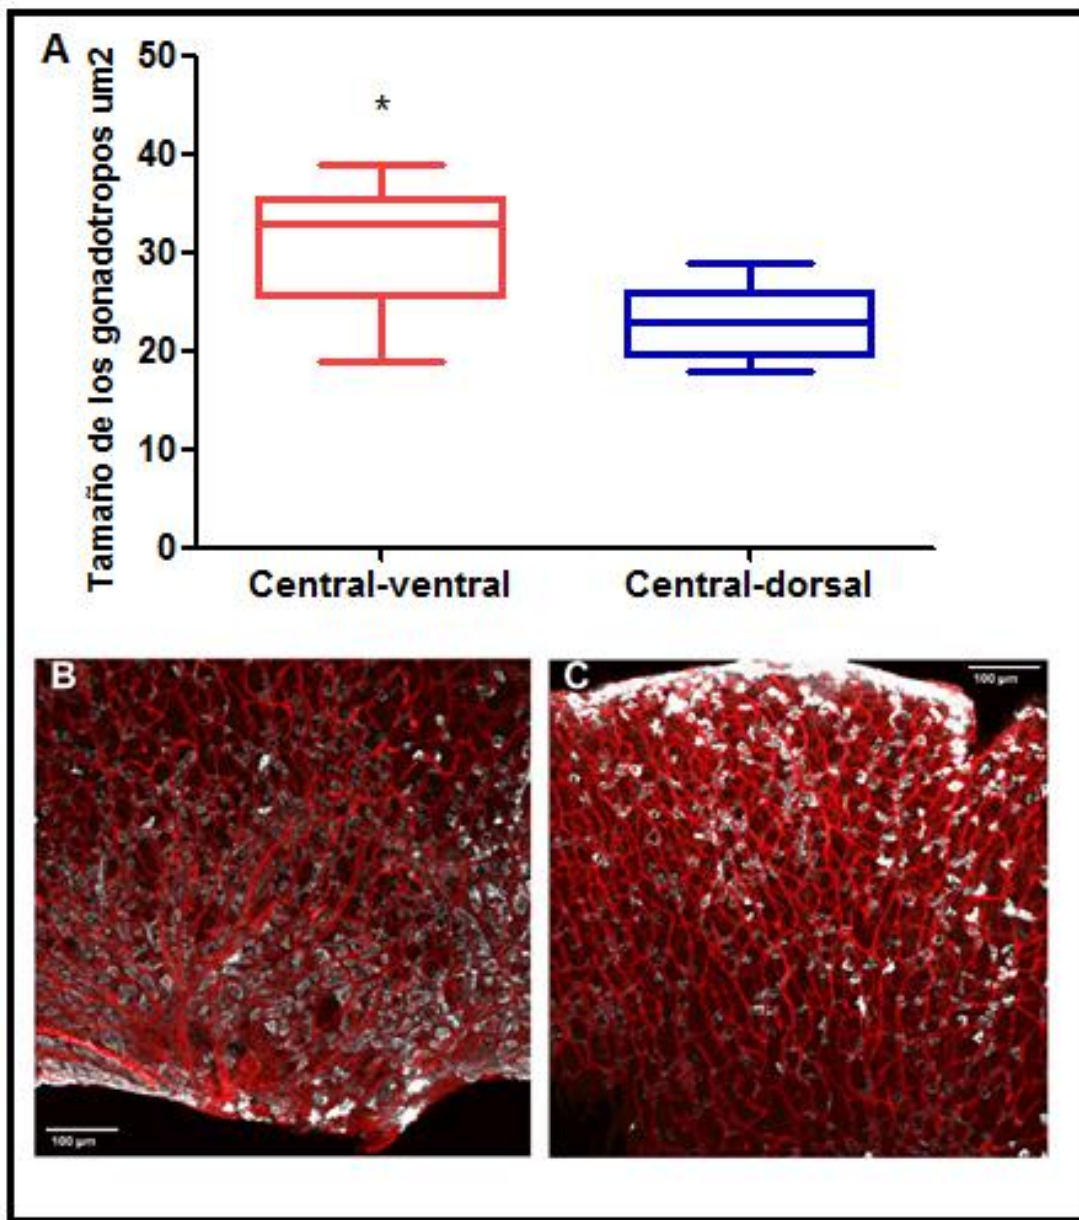 A
Tamaño de los gonadotropos um2
50
*
40
30
20
10
0
Central-ventral
Central-dorsal
B
100 µm
C
100 µm